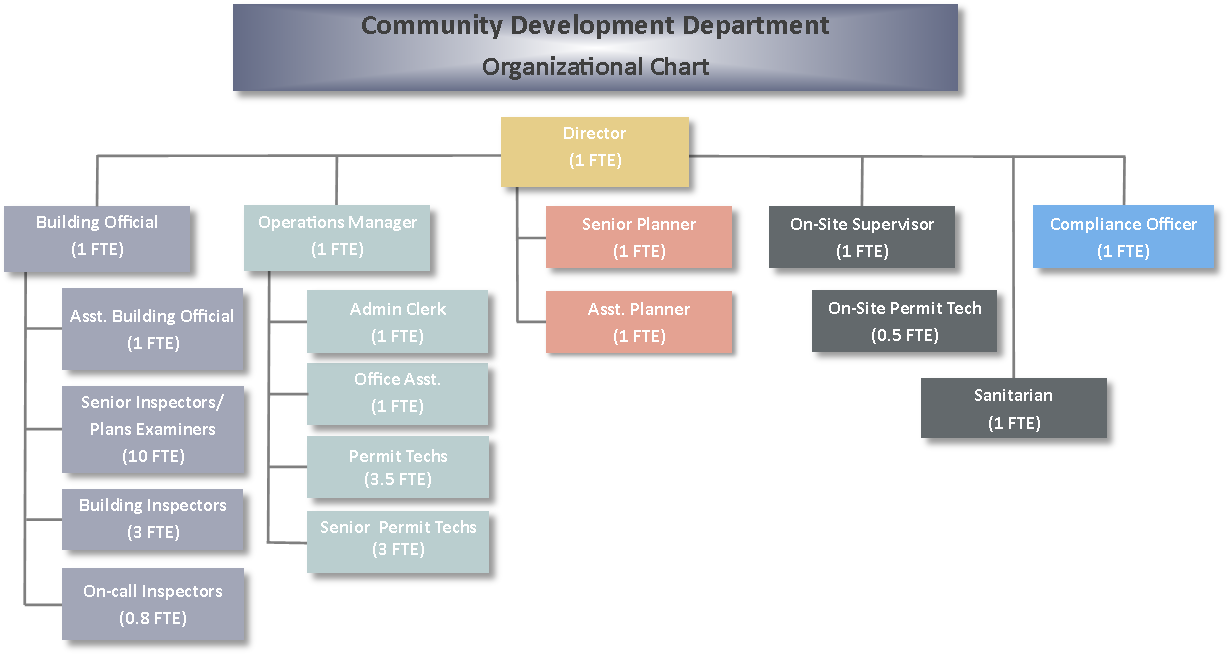 Community Development Department
Organizational Chart
Director
(1 FTE)
Building Official
(1 FTE)
Asst. Building Official
(1 FTE)
Senior Inspectors/
Plans Examiners
(10 FTE)
Building Inspectors
(3 FTE)
On-call Inspectors
(0.8 FTE)
Operations Manager
(1 FTE)
Admin Clerk
(1 FTE)
Office Asst.
(1 FTE)
Permit Techs
(3.5 FTE)
Senior Permit Techs
(3 FTE)
Senior Planner
(1 FTE)
Asst. Planner
(1 FTE)
On-Site Supervisor
(1 FTE)
On-Site Permit Tech
(0.5 FTE)
Sanitarian
(1 FTE)
Compliance Officer
(1 FTE)